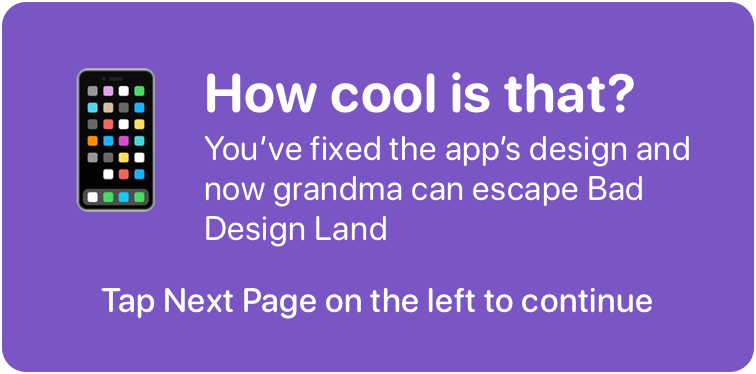 How cool is that?
You’ve fixed the app’s design and
now grandma can escape Bad
Design Land
Tap Next Page on the left to continue